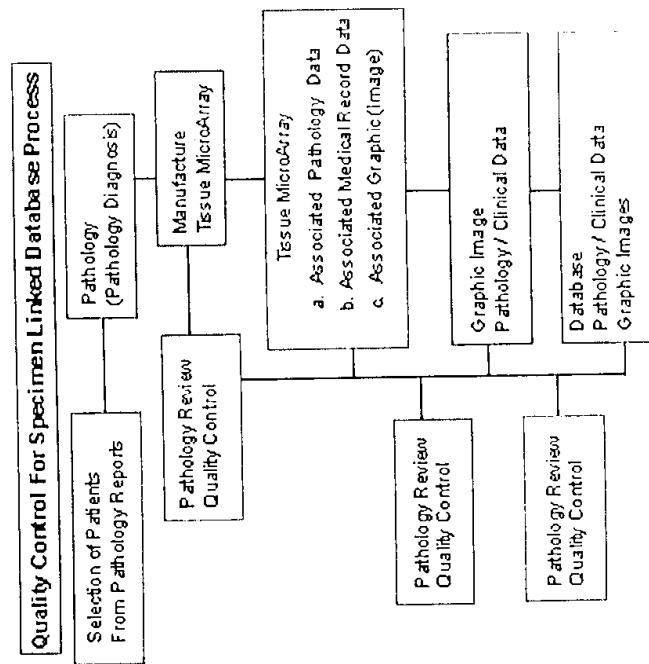 Quality Control For Specimen Linked Database Process
Selection of Patients
From Pathology Reports
Pathology
(Pathology Diagnosis)
Pathology Review
Quality Control
Manufacture
Tissue MicroArray
Tissue MicroArray
a. Associated Pathology Data
b. Associated Medical Record Data
c. Associated Graphic (Image)
Pathology Review
Quality Control
Graphic Image
Pathology / Clinical Data
Pathology Review
Quality Control
Database
Pathology / Clinical Data
Graphic Images